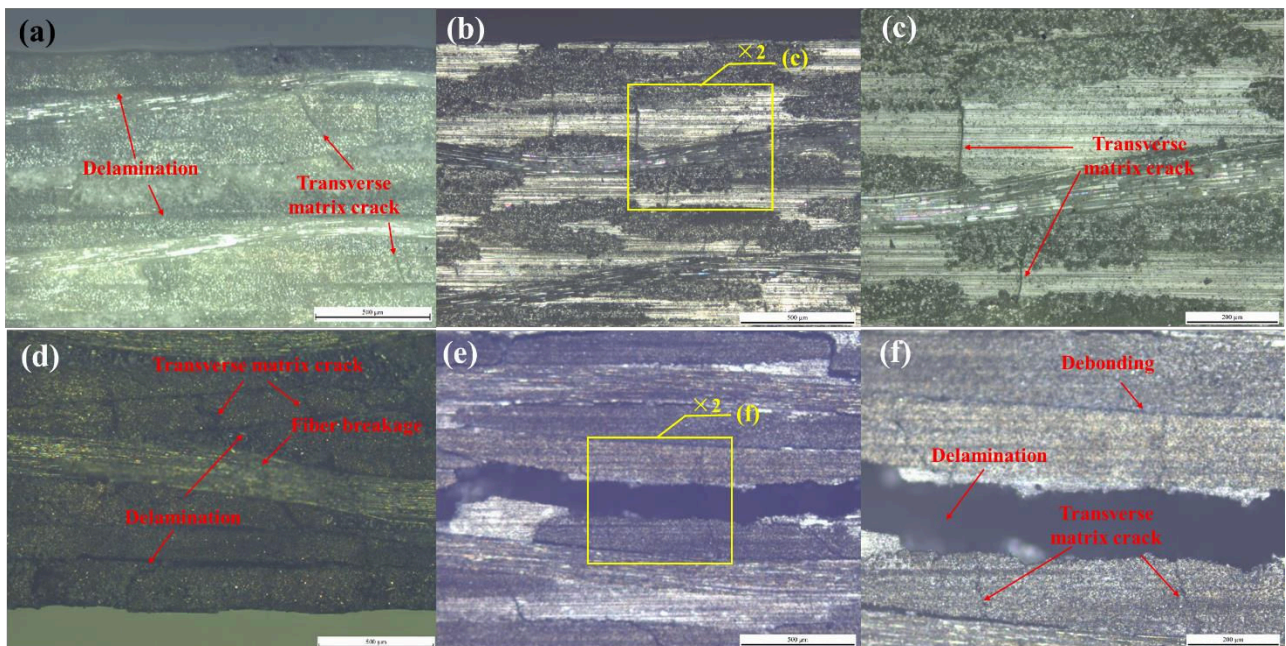 (a)
Delamination
Transverse
matrix crack
500 μm
(b)
×2
(c)
500 μm
(c)
Transverse
matrix crack
200 μm
(d)
Transverse matrix crack
Fiber breakage
Delamination
500 μm
(e)
×2
(f)
500 μm
(f)
Debonding
Delamination
Transverse
matrix crack
200 μm